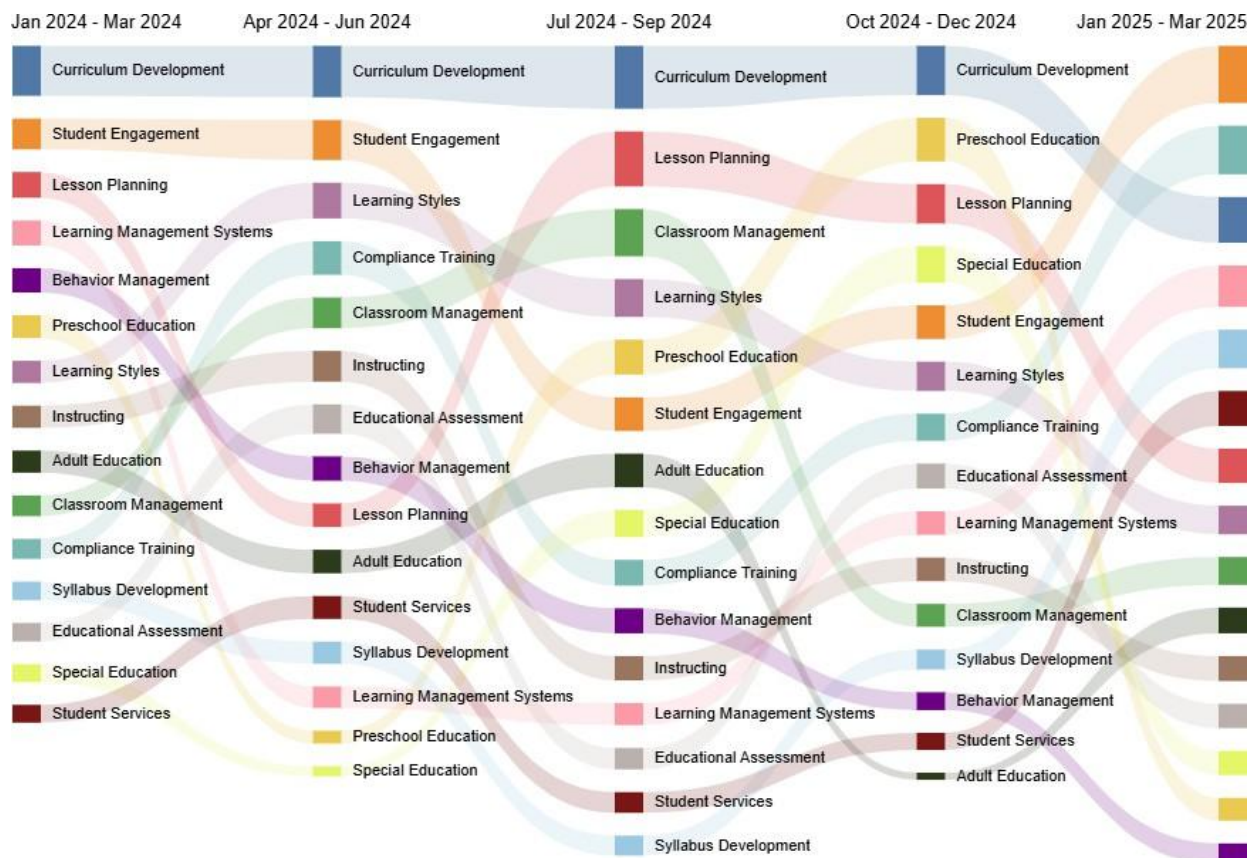 Jan 2024 - Mar 2024
Apr 2024 - Jun 2024
Jul 2024 - Sep 2024
Oct 2024 - Dec 2024
Jan 2025 - Mar 2025
Curriculum Development
Student Engagement
Lesson Planning
Learning Management Systems
Behavior Management
Preschool Education
Learning Styles
Instructing
Adult Education
Classroom Management
Compliance Training
Syllabus Development
Educational Assessment
Special Education
Student Services
Curriculum Development
Student Engagement
Learning Styles
Compliance Training
Classroom Management
Instructing
Educational Assessment
Behavior Management
Lesson Planning
Adult Education
Student Services
Syllabus Development
Learning Management Systems
Preschool Education
Special Education
Curriculum Development
Lesson Planning
Classroom Management
Learning Styles
Preschool Education
Student Engagement
Adult Education
Special Education
Compliance Training
Behavior Management
Instructing
Learning Management Systems
Educational Assessment
Student Services
Syllabus Development
Curriculum Development
Preschool Education
Lesson Planning
Special Education
Student Engagement
Learning Styles
Compliance Training
Educational Assessment
Learning Management Systems
Instructing
Classroom Management
Syllabus Development
Behavior Management
Student Services
Adult Education